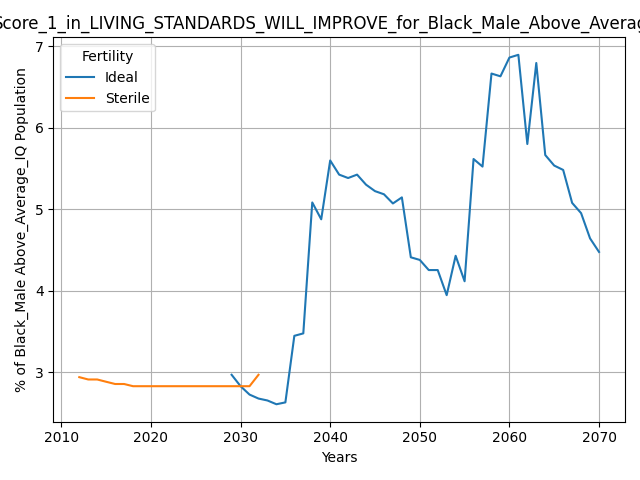 Score_1_in_LIVING_STANDARDS_WILL_IMPROVE_for_Black_Male_Above_Averag
Fertility
Ideal
Sterile
% of Black_Male Above_Average_IQ Population
7
6
5
4
3
2010 2020 2030 2040 2050 2060 2070
Years